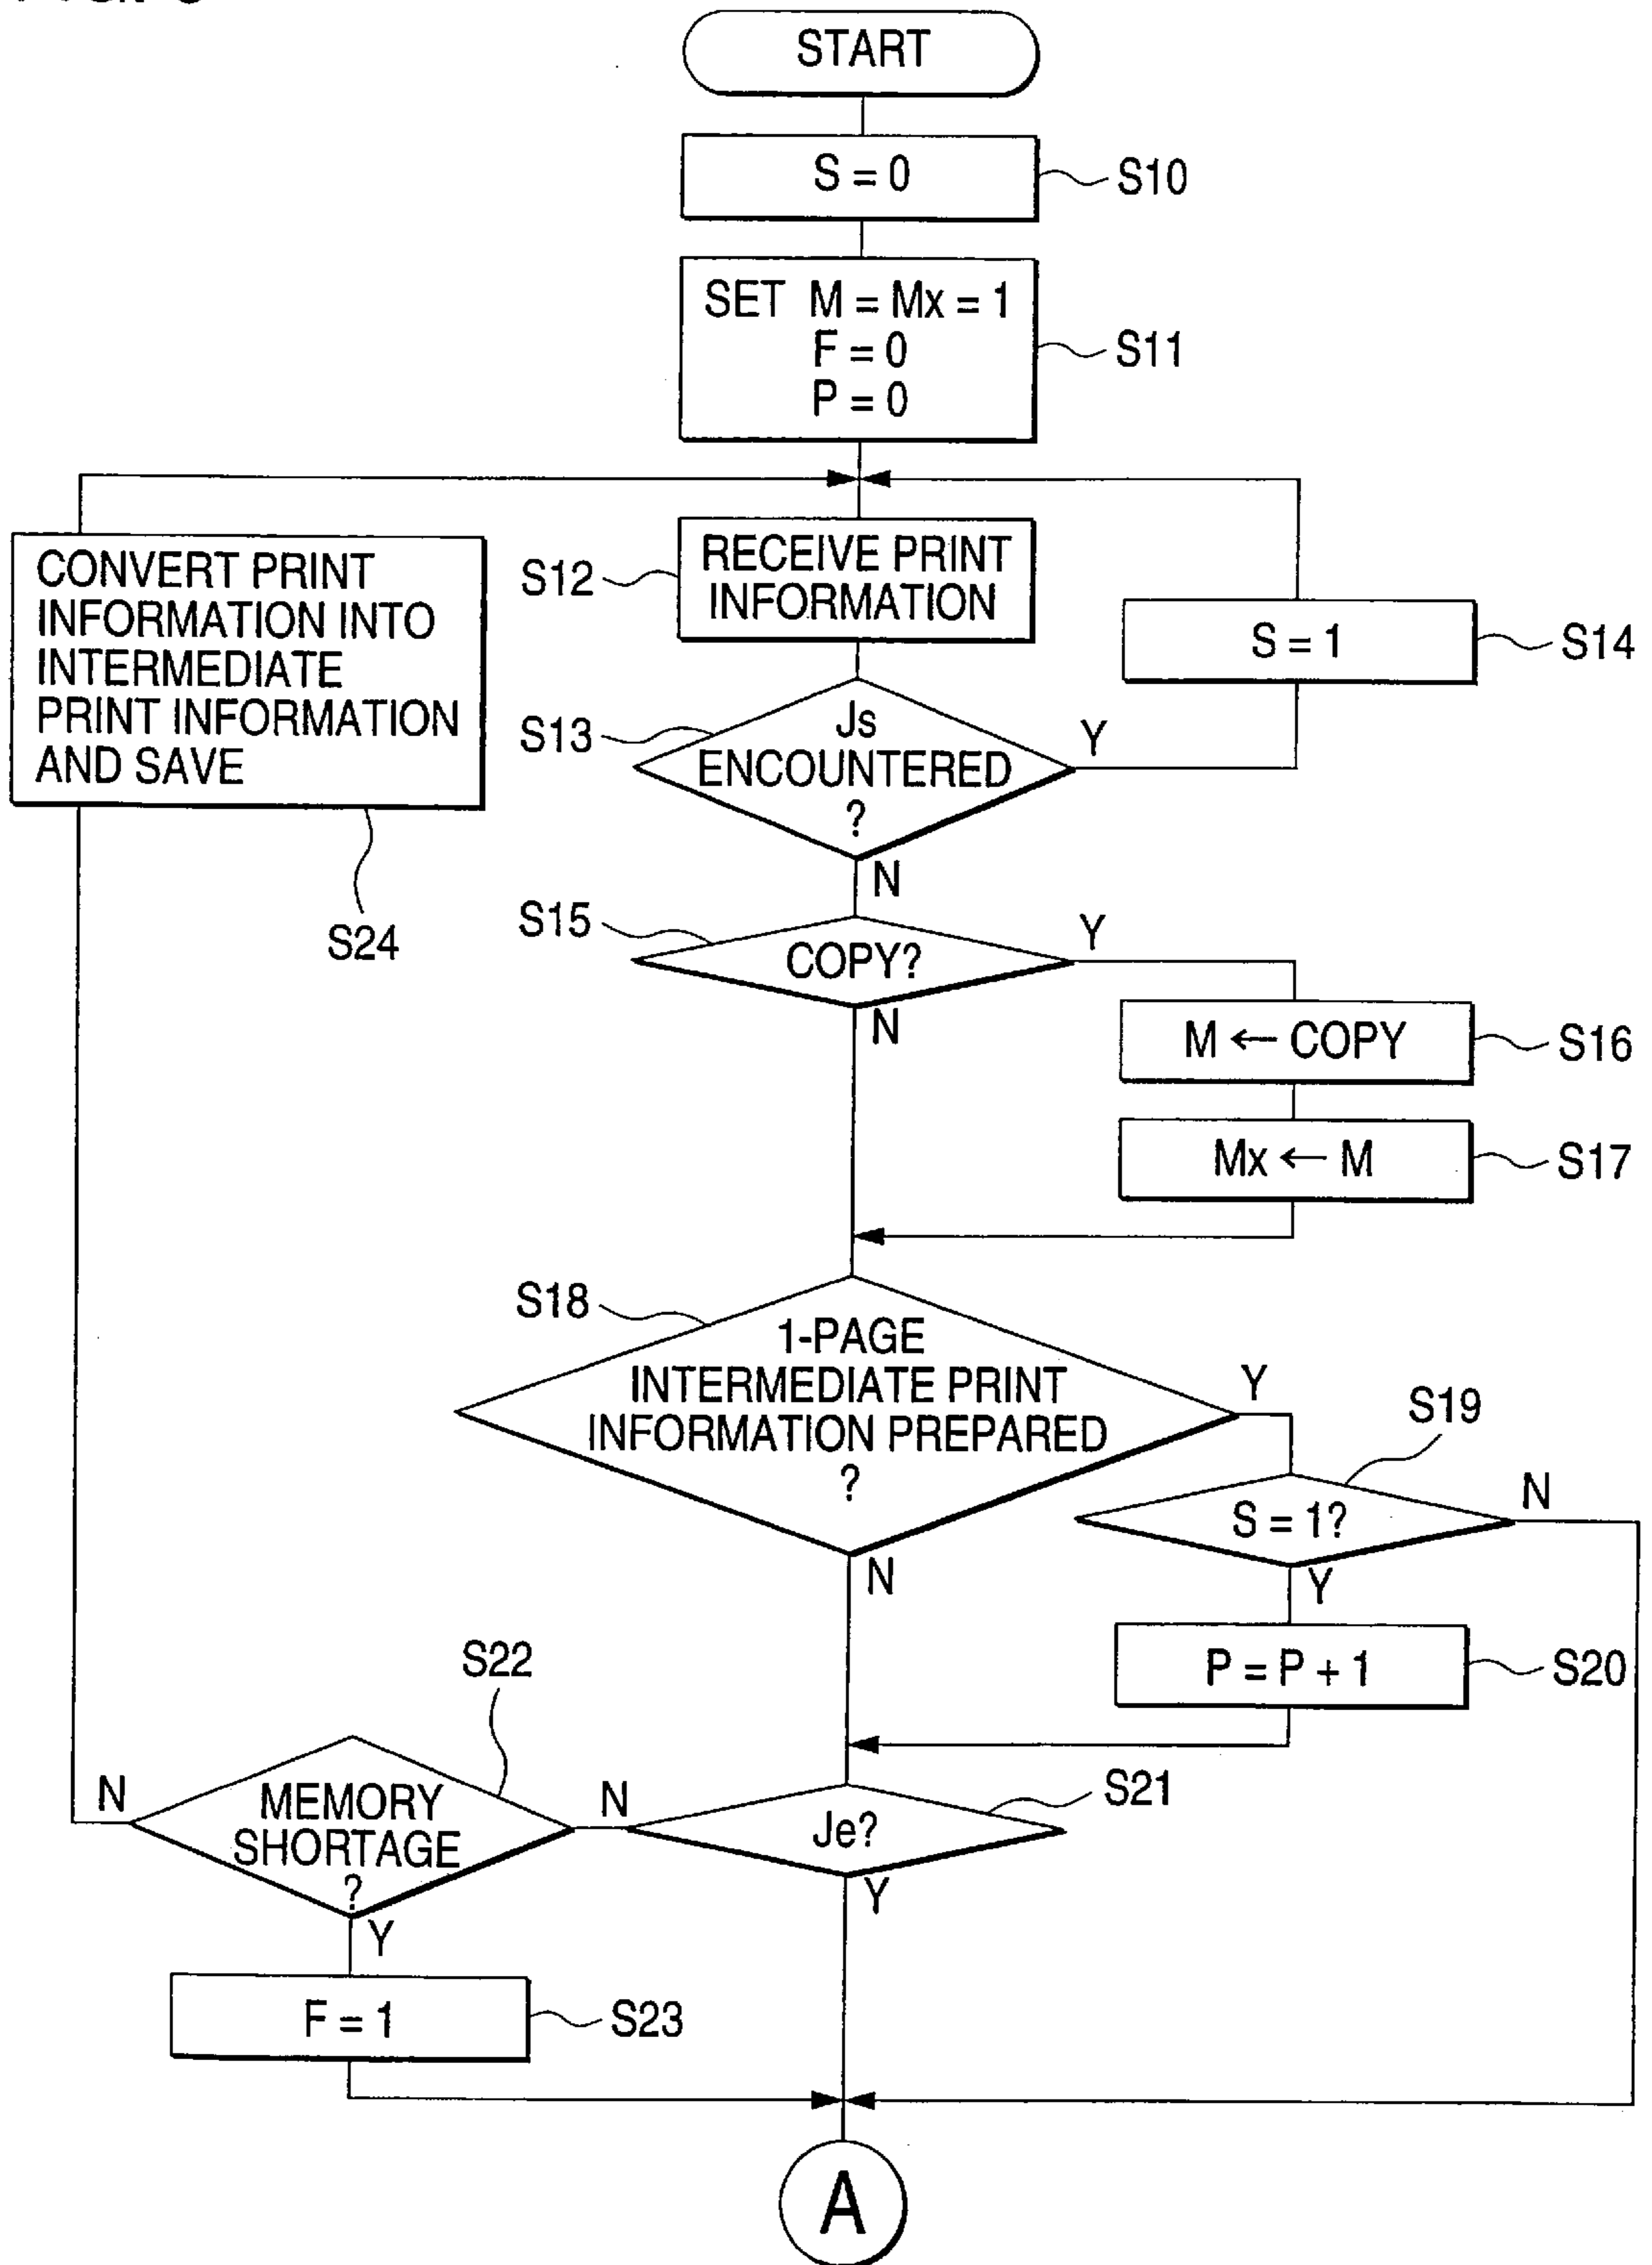 START
S = 0
S10
SET M = Mx = 1
F = 0
P = 0
S11
S12
RECEIVE PRINT
INFORMATION
CONVERT PRINT
INFORMATION INTO
INTERMEDIATE
PRINT INFORMATION
AND SAVE
S24
S = 1
S14
S13
Js
ENCOUNTERED
?
Y
N
S15
COPY?
Y
N
M ← COPY
S16
Mx ← M
S17
S18
1-PAGE
INTERMEDIATE PRINT
INFORMATION PREPARED
?
Y
N
S19
S = 1?
N
Y
P = P + 1
S20
S22
MEMORY
SHORTAGE
?
N
Y
N
Je?
S21
Y
F = 1
S23
A